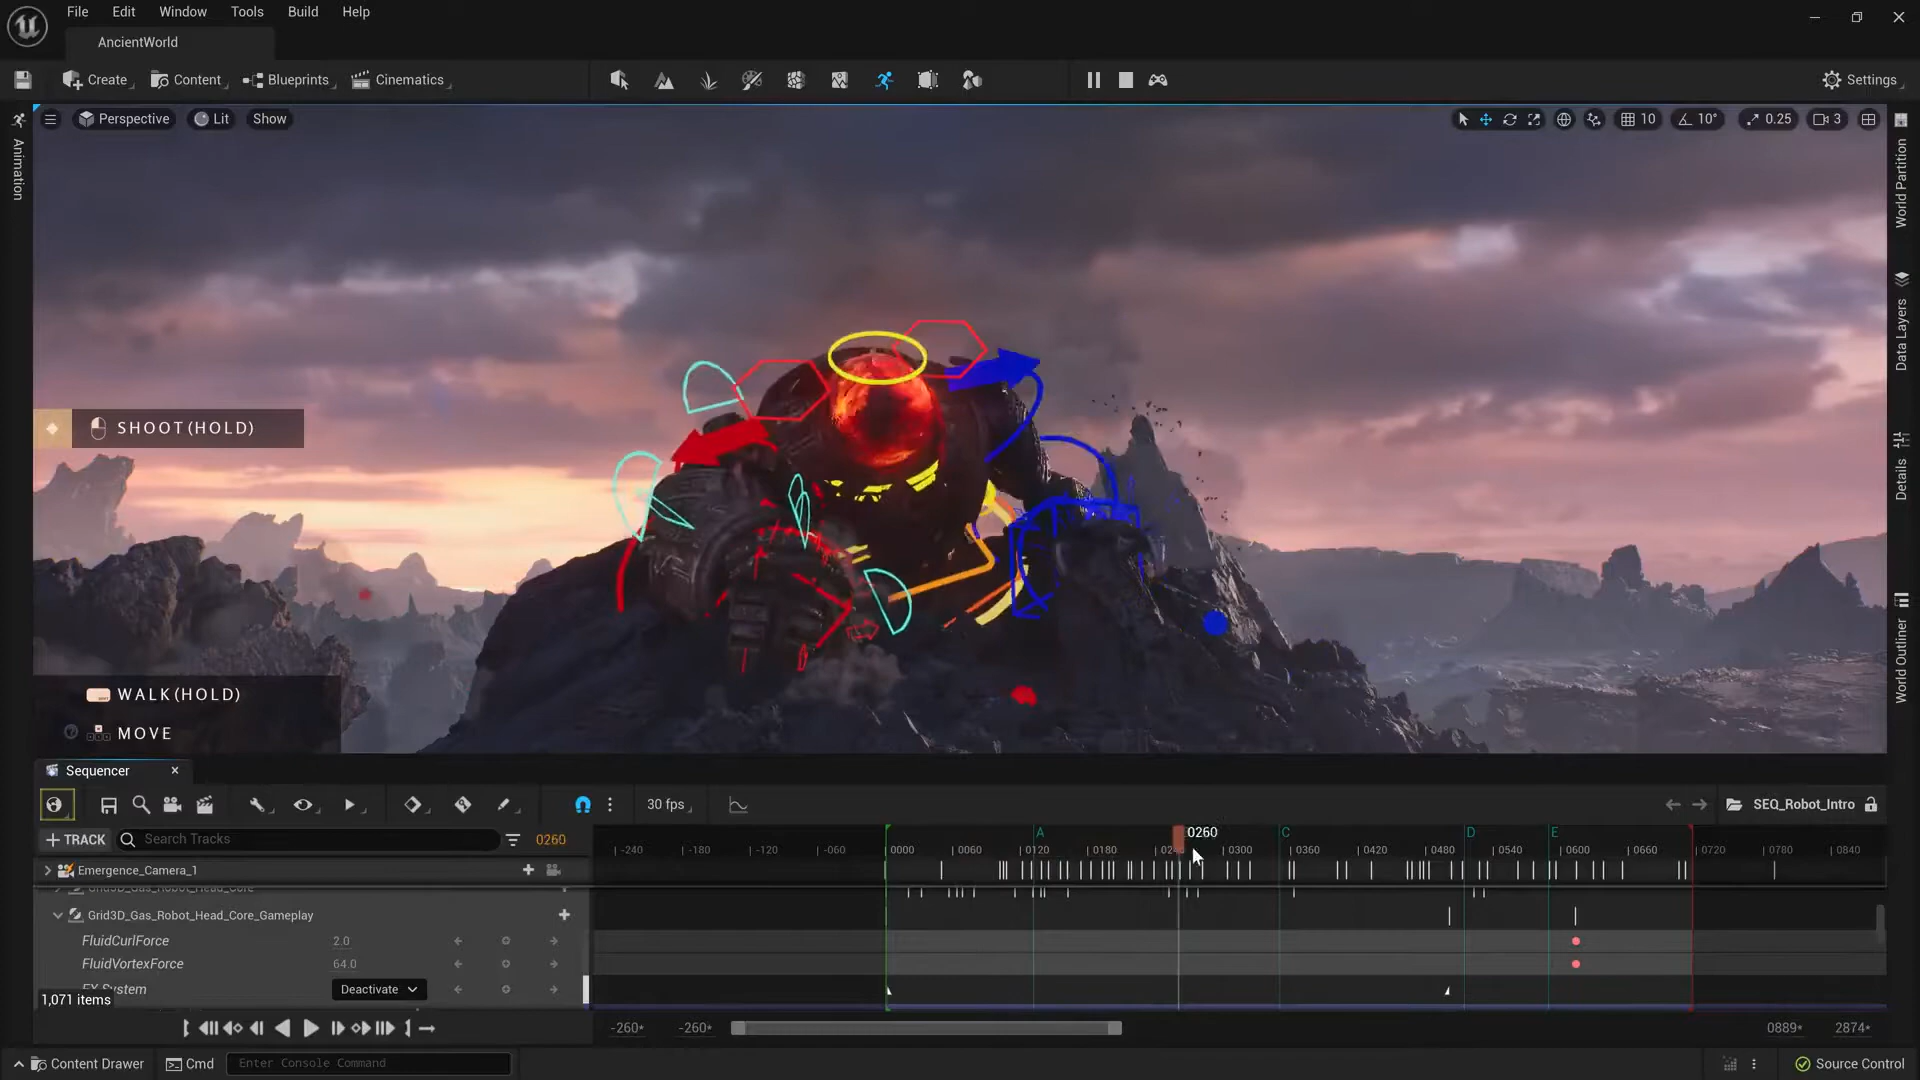 File Edit Window Tools Build Help
AncientWorld
Create Content Blueprints Cinematics Settings
Perspective Lit Show 10 10° 0.25 3
Animation
World Partition
Data Layers
Details
World Outliner
SHOOT(HOLD)
WALK(HOLD)
MOVE
Sequencer
30 fps SEQ_Robot_Intro
TRACK Search Tracks 0260
A 0260 C D E
-240 -180 -120 -060 0000 0060 0120 0180 0300 0360 0420 0480 0540 0600 0660 0720 0780 0840
Emergence_Camera_1
Grid3D_Gas_Robot_Head_Core
Grid3D_Gas_Robot_Head_Core_Gameplay
FluidCurlForce 2.0
FluidVortexForce 64.0
FX System Deactivate
1,071 items
-260* -260* 0889* 2874*
Content Drawer Cmd Enter Console Command Source Control